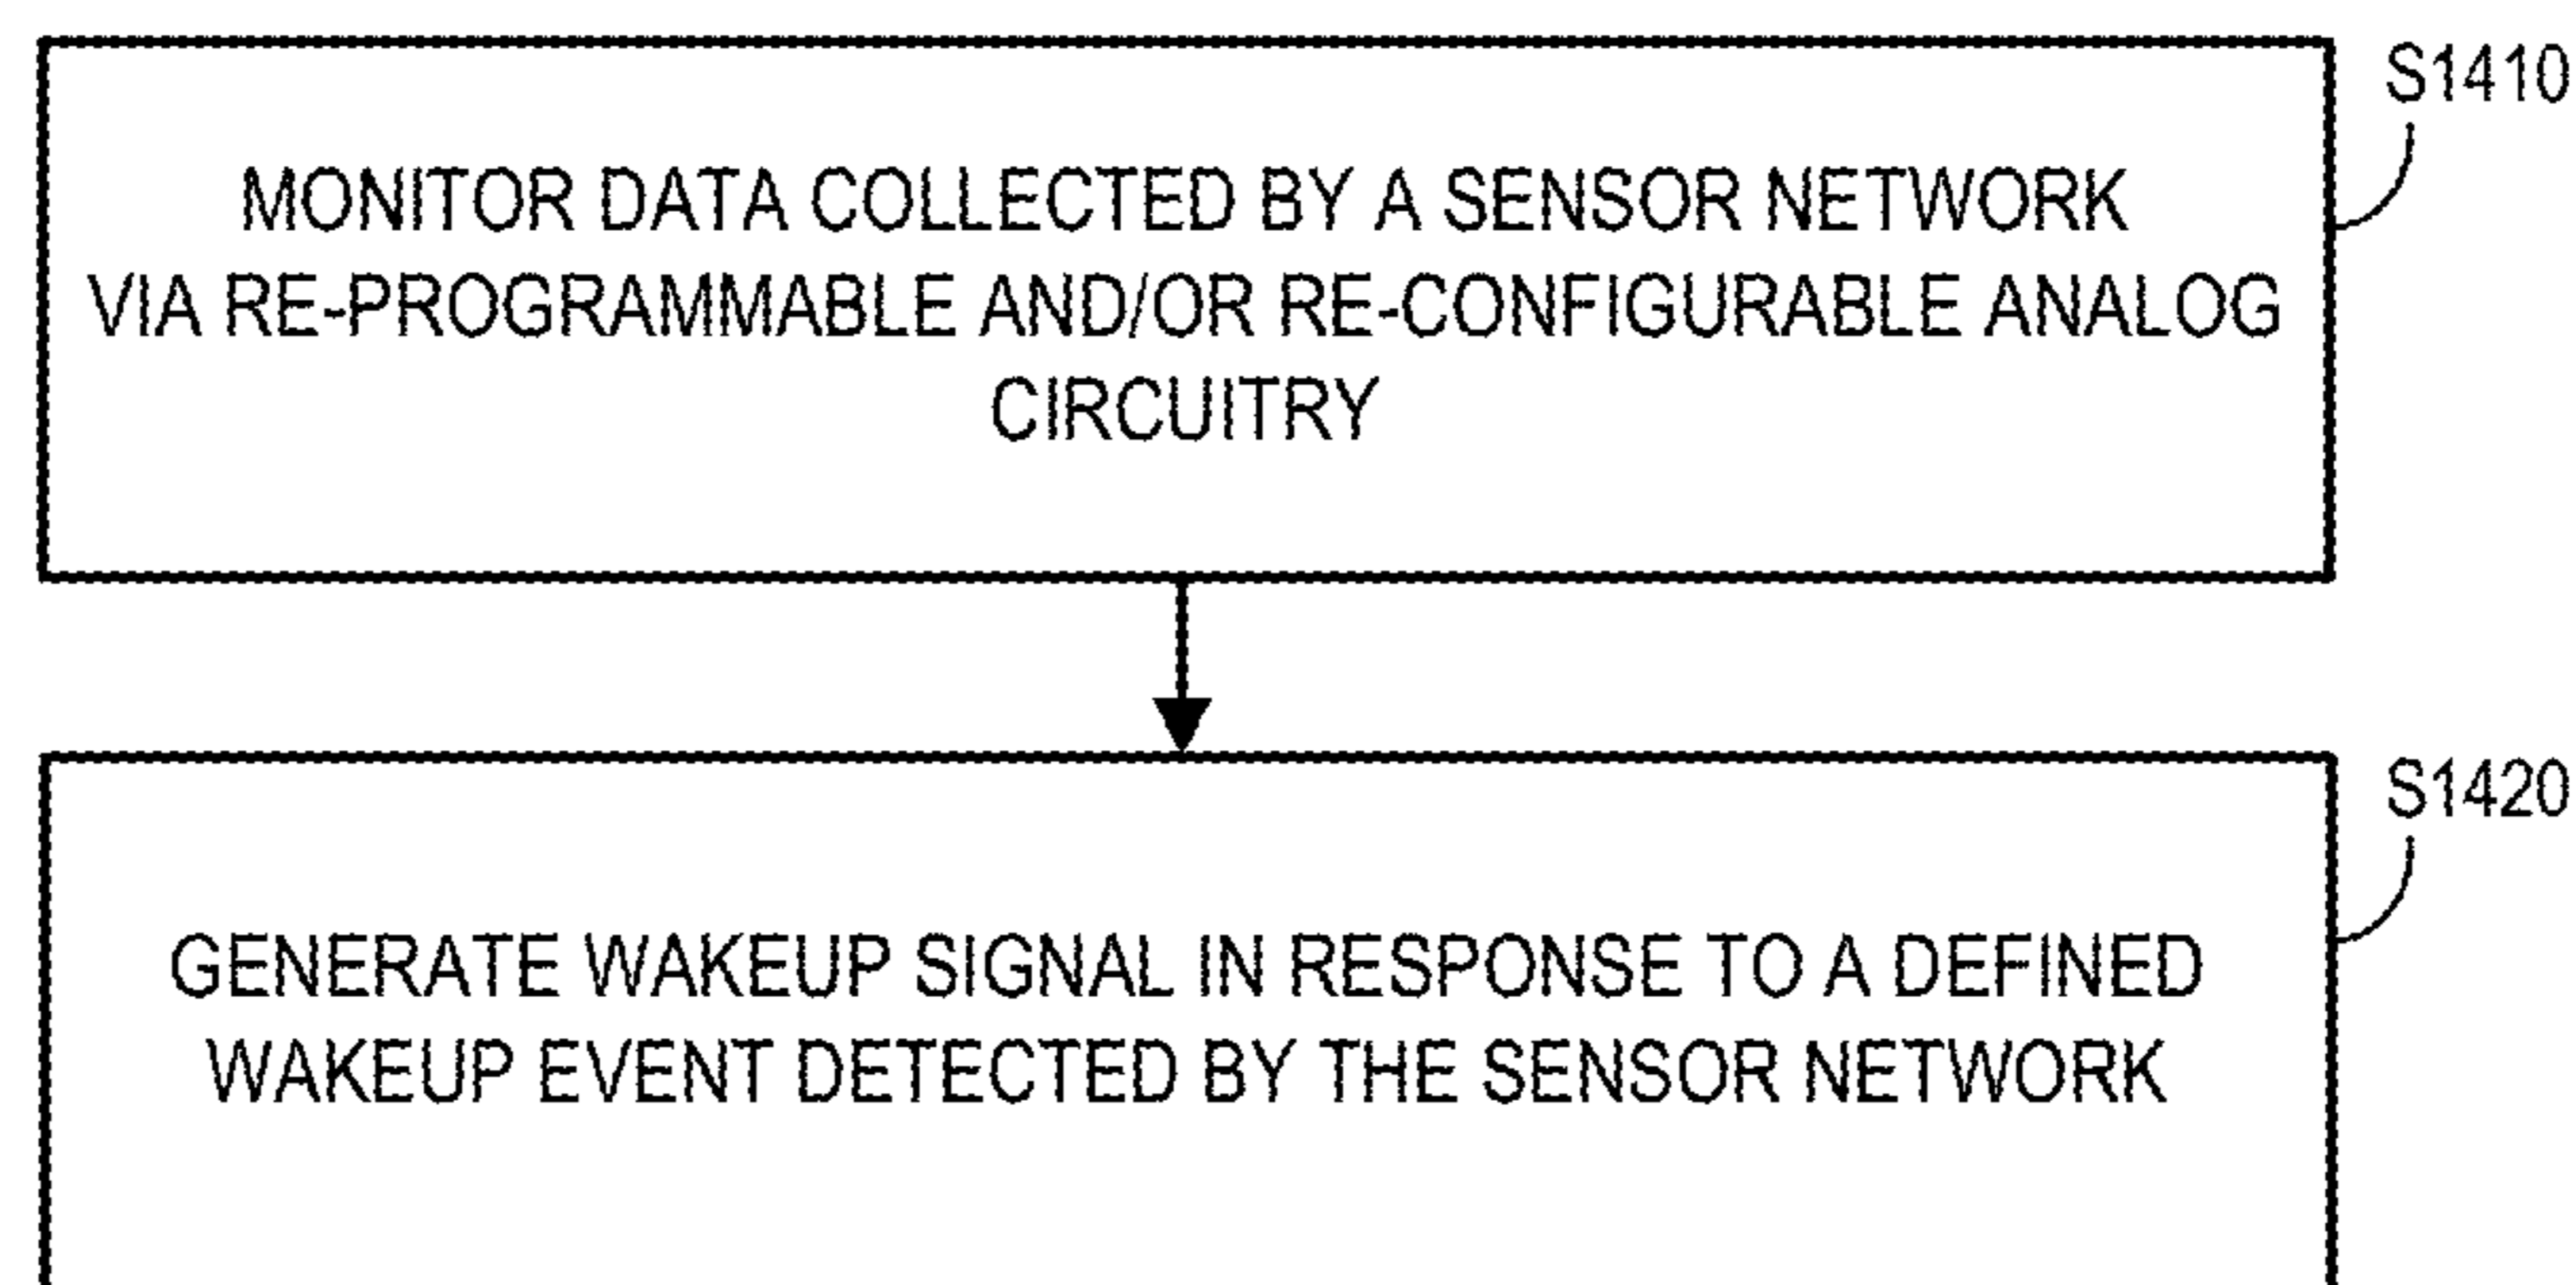 S1410
MONITOR DATA COLLECTED BY A SENSOR NETWORK
VIA RE-PROGRAMMABLE AND/OR RE-CONFIGURABLE ANALOG
CIRCUITRY
S1420
GENERATE WAKEUP SIGNAL IN RESPONSE TO A DEFINED
WAKEUP EVENT DETECTED BY THE SENSOR NETWORK